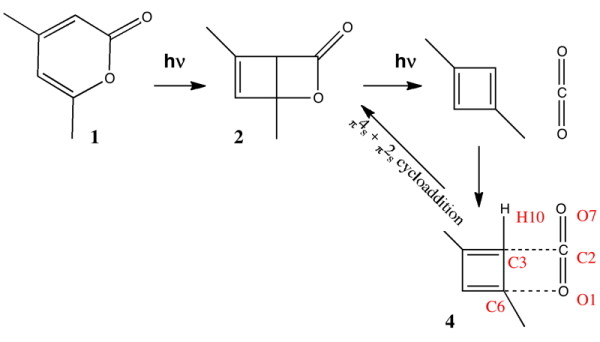 O
O
1
hν
O
O
2
hν
O
C
O
π4s + π2s cycloaddition
H
H10
O
O7
C
C2
C3
O
O1
C6
4